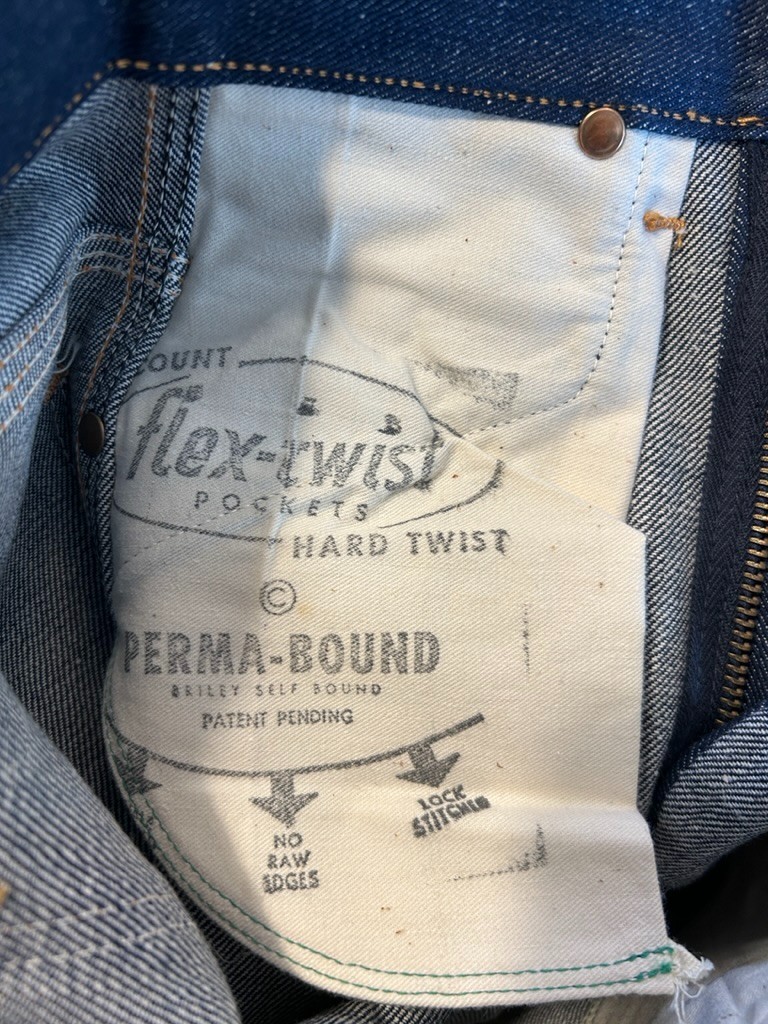 OUNT
flex-twist
POCKETS
HARD TWIST
©
PERMA-BOUND
BRILEY SELF BOUND
PATENT PENDING
NO
RAW
EDGES
LOCK
STITCHED